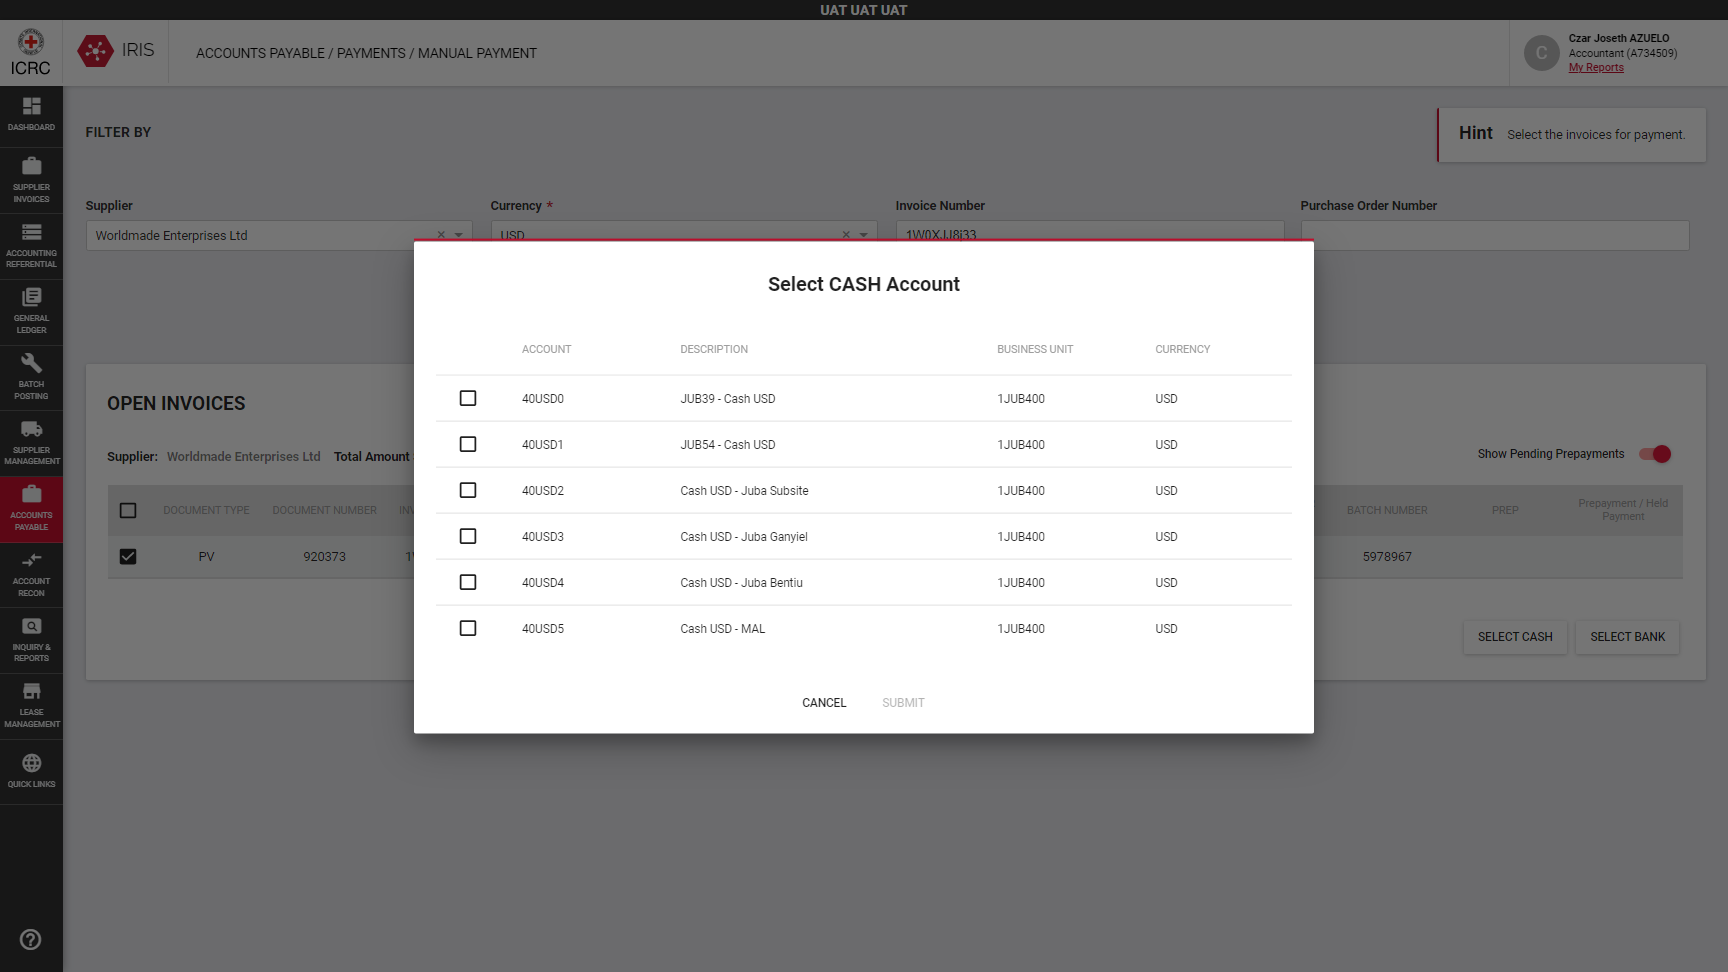 UAT UAT UAT
ICRC
IRIS
ACCOUNTS PAYABLE / PAYMENTS / MANUAL PAYMENT
C
Czar Joseth AZUELO
Accountant (A734509)
My Reports
DASHBOARD
SUPPLIER
INVOICES
ACCOUNTING
REFERENTIAL
GENERAL
LEDGER
BATCH
POSTING
SUPPLIER
MANAGEMENT
ACCOUNTS
PAYABLE
ACCOUNT
RECON
INQUIRY &
REPORTS
LEASE
MANAGEMENT
QUICK LINKS
FILTER BY
Hint Select the invoices for payment.
Supplier Currency * Invoice Number Purchase Order Number
Worldmade Enterprises Ltd USD
OPEN INVOICES
Supplier: Worldmade Enterprises Ltd Total Amount
Show Pending Prepayments
DOCUMENT TYPE DOCUMENT NUMBER BATCH NUMBER PREP Prepayment / Held
Payment
PV 920373 5978967
SELECT CASH SELECT BANK
Select CASH Account
ACCOUNT DESCRIPTION BUSINESS UNIT CURRENCY
40USD0 JUB39 - Cash USD 1JUB400 USD
40USD1 JUB54 - Cash USD 1JUB400 USD
40USD2 Cash USD - Juba Subsite 1JUB400 USD
40USD3 Cash USD - Juba Ganyiel 1JUB400 USD
40USD4 Cash USD - Juba Bentiu 1JUB400 USD
40USD5 Cash USD - MAL 1JUB400 USD
CANCEL SUBMIT